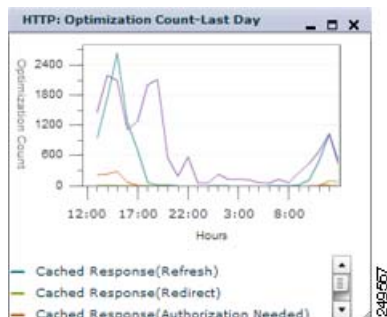 HTTP: Optimization Count-Last Day
Optimization Count
2400
1800
1200
600
0
12:00 17:00 22:00 3:00 8:00
Hours
Cached Response(Refresh)
Cached Response(Redirect)
Cached Response(Authorization Needed)
249567